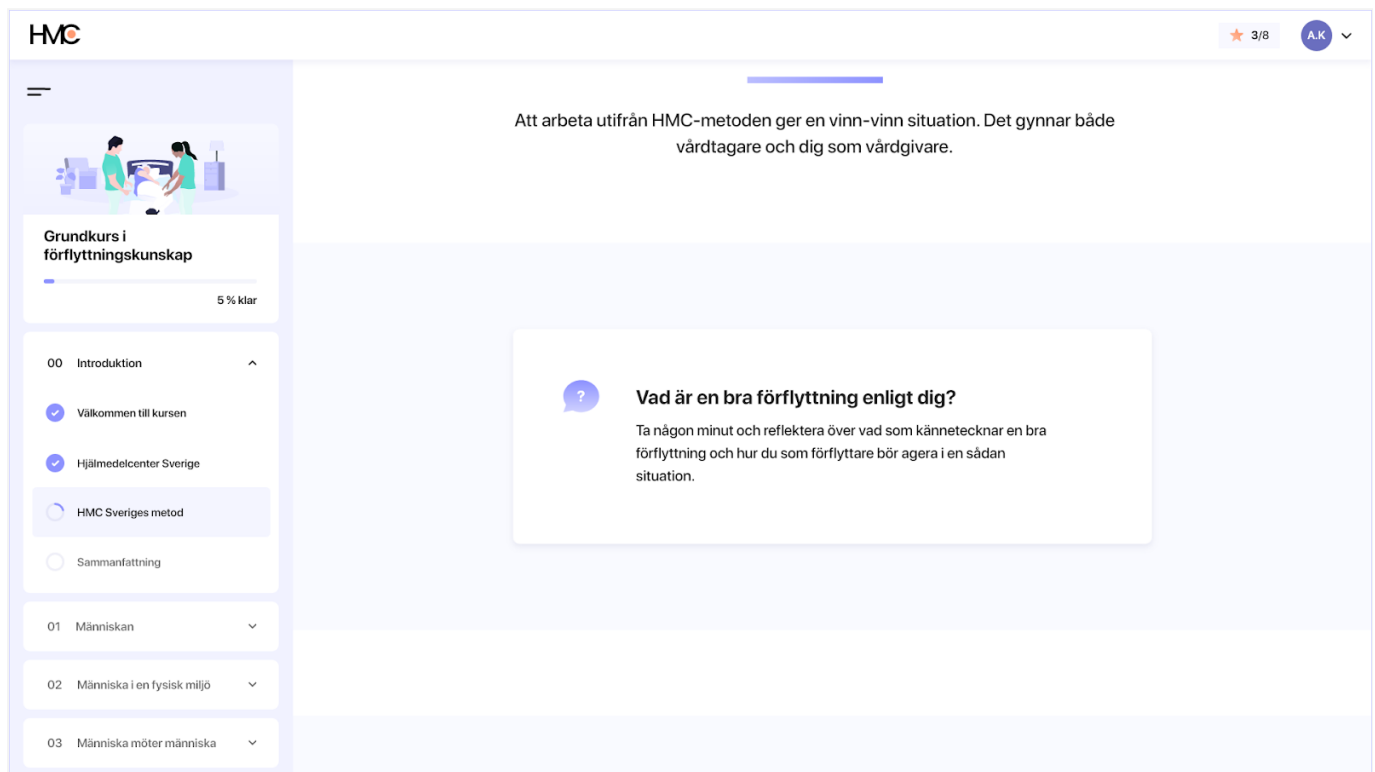 HMC
3/8
A.K
Att arbeta utifrån HMC-metoden ger en vinn-vinn situation. Det gynnar både
vårdtagare och dig som vårdgivare.
Grundkurs i
förflyttningskunskap
5 % klar
00 Introduktion
Välkommen till kursen
Hjälmedelcenter Sverige
HMC Sveriges metod
Sammanfattning
01 Människan
02 Människa i en fysisk miljö
03 Människa möter människa
?
Vad är en bra förflyttning enligt dig?
Ta någon minut och reflektera över vad som kännetecknar en bra
förflyttning och hur du som förflyttare bör agera i en sådan
situation.